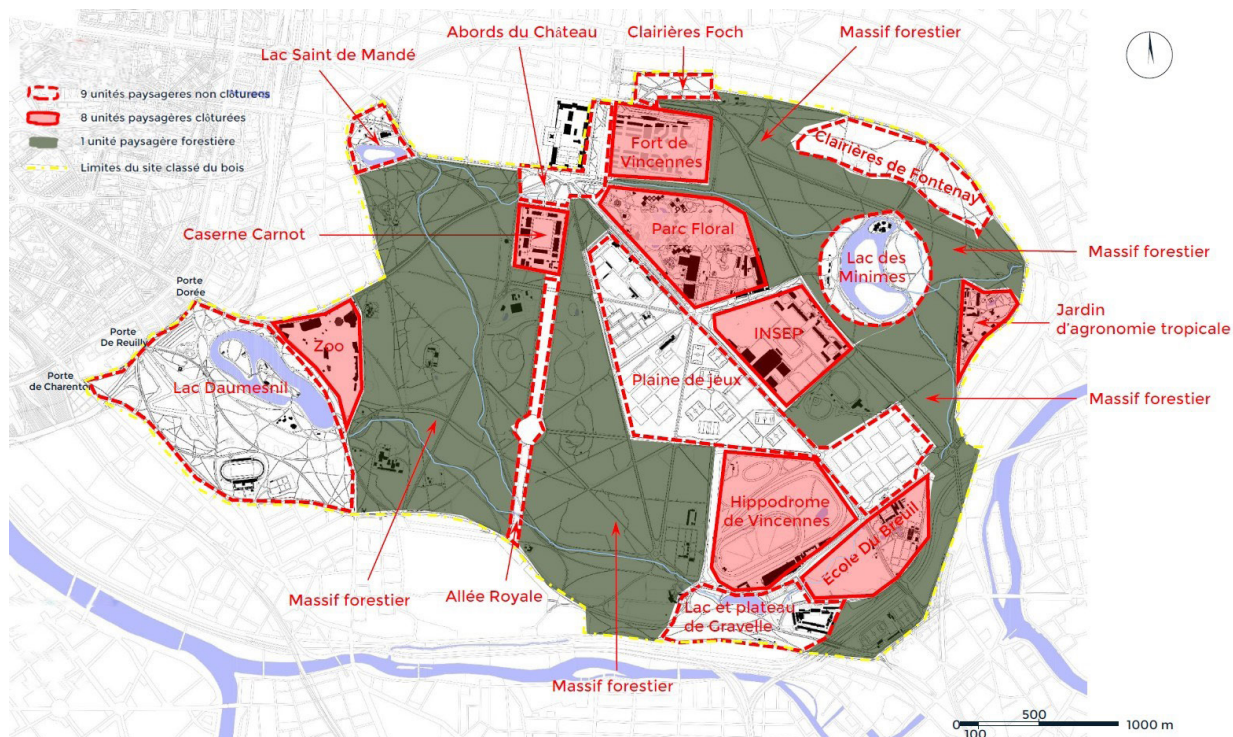 Abords du Château
Clairières Foch
Massif forestier
Lac Saint de Mandé
9 unités paysagères non clôturées
8 unités paysagères clôturées
1 unité paysagère forestière
Limites du site classé du bois
Fort de
Vincennes
Clairières de Fontenay
Caserne Carnot
Parc Floral
Lac des
Minimes
Massif forestier
Porte
Dorée
Porte
De Reuilly
Porte
de Charenton
Zoo
Lac Daumesnil
INSEP
Plaine de jeux
Jardin
d'agronomie tropicale
Massif forestier
Hippodrome
de Vincennes
Ecole Du Breuil
Massif forestier
Allée Royale
Lac et plateau
de Gravelle
Massif forestier
0
100
500
1000 m